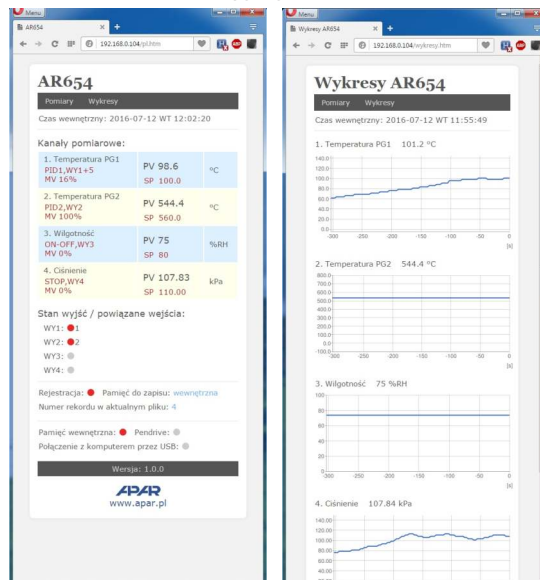 Menu
AR654
192.168.0.104/pl.htm
AR654
Pomiary Wykresy
Czas wewnętrzny: 2016-07-12 WT 12:02:20
Kanały pomiarowe:
1. Temperatura PG1
PID1,WY1+5
MV 16%
PV 98.6
SP 100.0
°C
2. Temperatura PG2
PID2,WY2
MV 100%
PV 544.4
SP 560.0
°C
3. Wilgotność
ON-OFF,WY3
MV 0%
PV 75
SP 80
%RH
4. Ciśnienie
STOP,WY4
MV 0%
PV 107.83
SP 110.00
kPa
Stan wyjść / powiązane wejścia:
WY1: 1
WY2: 2
WY3:
WY4:
Rejestracja: Pamięć do zapisu: wewnętrzna
Numer rekordu w aktualnym pliku: 4
Pamięć wewnętrzna: Pendrive:
Połączenie z komputerem przez USB:
Wersja: 1.0.0
APAR
www.apar.pl
Menu
Wykresy AR654
192.168.0.104/wykresy.htm
Wykresy AR654
Pomiary Wykresy
Czas wewnętrzny: 2016-07-12 WT 11:55:49
1. Temperatura PG1 101.2 °C
140.0
120.0
100.0
80.0
60.0
40.0
20.0
0.0
-300 -250 -200 -150 -100 -50 0
[s]
2. Temperatura PG2 544.4 °C
800.0
700.0
600.0
500.0
400.0
300.0
200.0
100.0
0.0
-100.0
-300 -250 -200 -150 -100 -50 0
[s]
3. Wilgotność 75 %RH
100
80
60
40
20
0
-300 -250 -200 -150 -100 -50 0
[s]
4. Ciśnienie 107.84 kPa
140.00
120.00
100.00
80.00
60.00
40.00